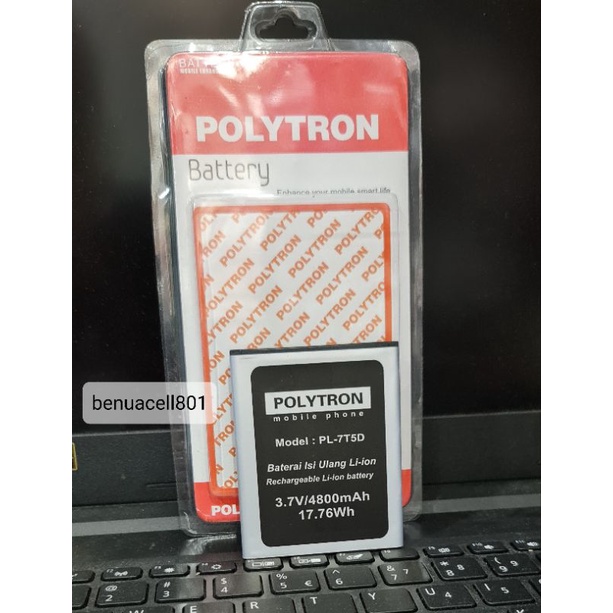 POLYTRON
Battery
Enhance your mobile smart life
POLYTRON
mobile phone
Model : PL-7T5D
Baterai Isi Ulang Li-ion
Rechargeable Li-ion battery
3.7V/4800mAh
17.76Wh
benuacell801
POLYTRON